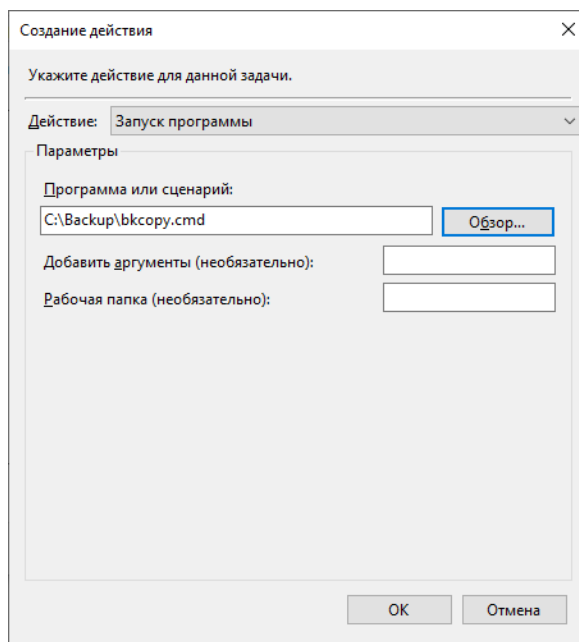 Создание действия
Укажите действие для данной задачи.
Действие: Запуск программы
Параметры
Программа или сценарий:
C:\Backup\bkcopy.cmd Обзор...
Добавить аргументы (необязательно):
Рабочая папка (необязательно):
ОК Отмена